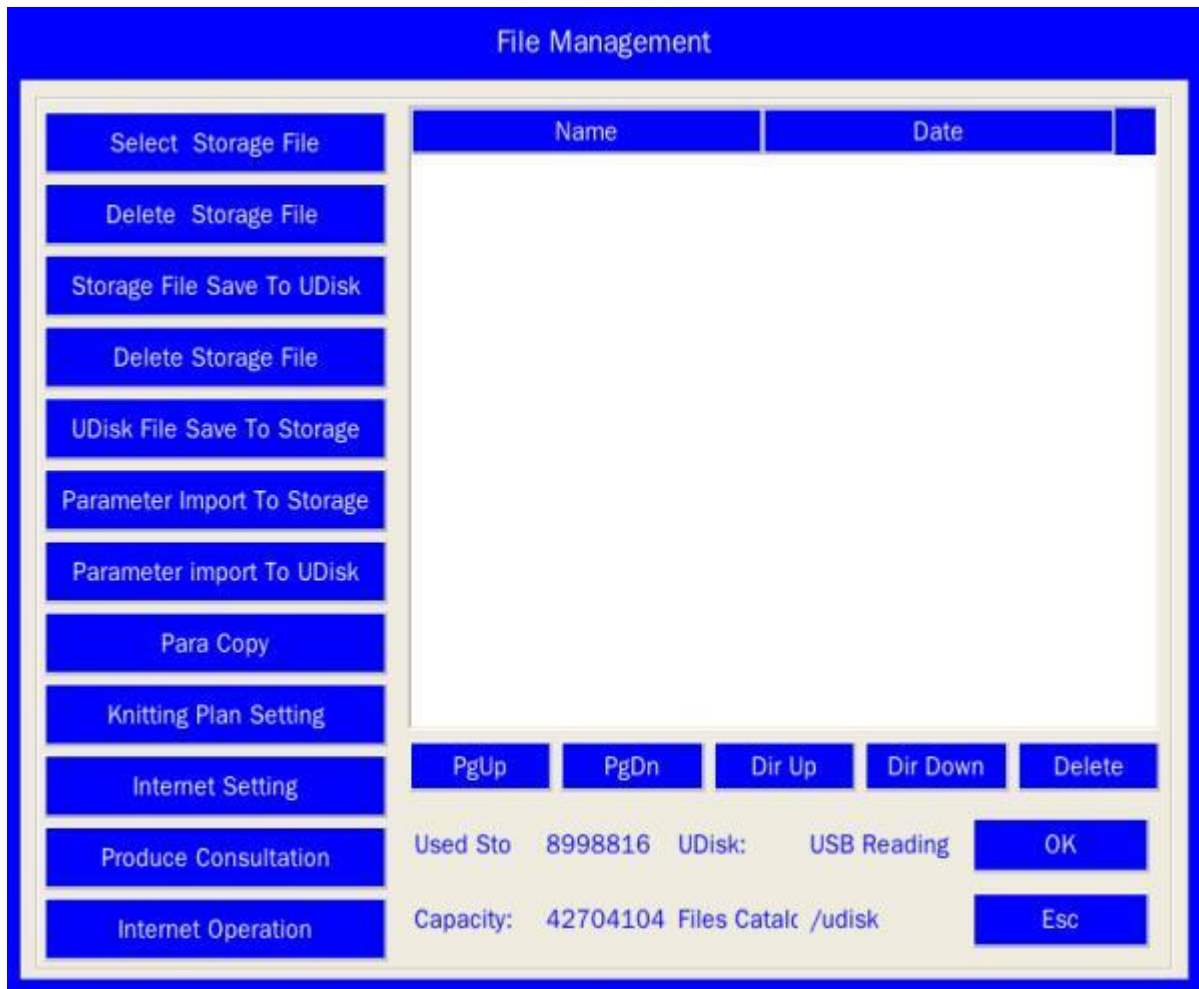 File Management
Select Storage File
Delete Storage File
Storage File Save To UDisk
Delete Storage File
UDisk File Save To Storage
Parameter Import To Storage
Parameter import To UDisk
Para Copy
Knitting Plan Setting
Internet Setting
Produce Consultation
Internet Operation
Name Date
PgUp PgDn Dir Up Dir Down Delete
Used Sto 8998816 UDisk: USB Reading OK
Capacity: 42704104 Files Catalc /udisk Esc